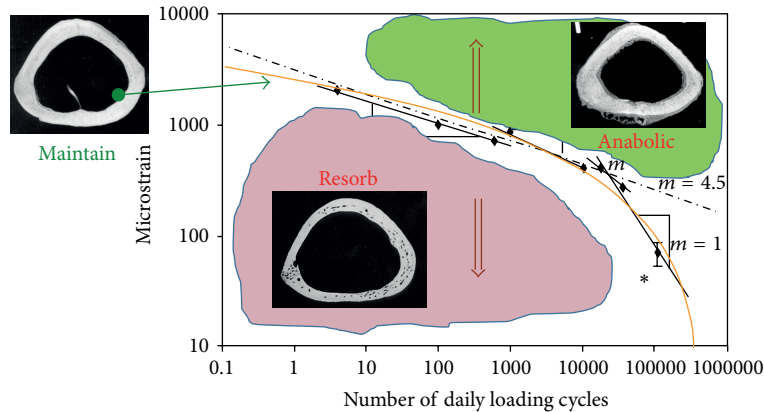 10000
1000
100
10
Microstrain
Maintain
Resorb
Anabolic
m
m = 4.5
m = 1
*
0.1 1 10 100 1000 10000 100000 1000000
Number of daily loading cycles